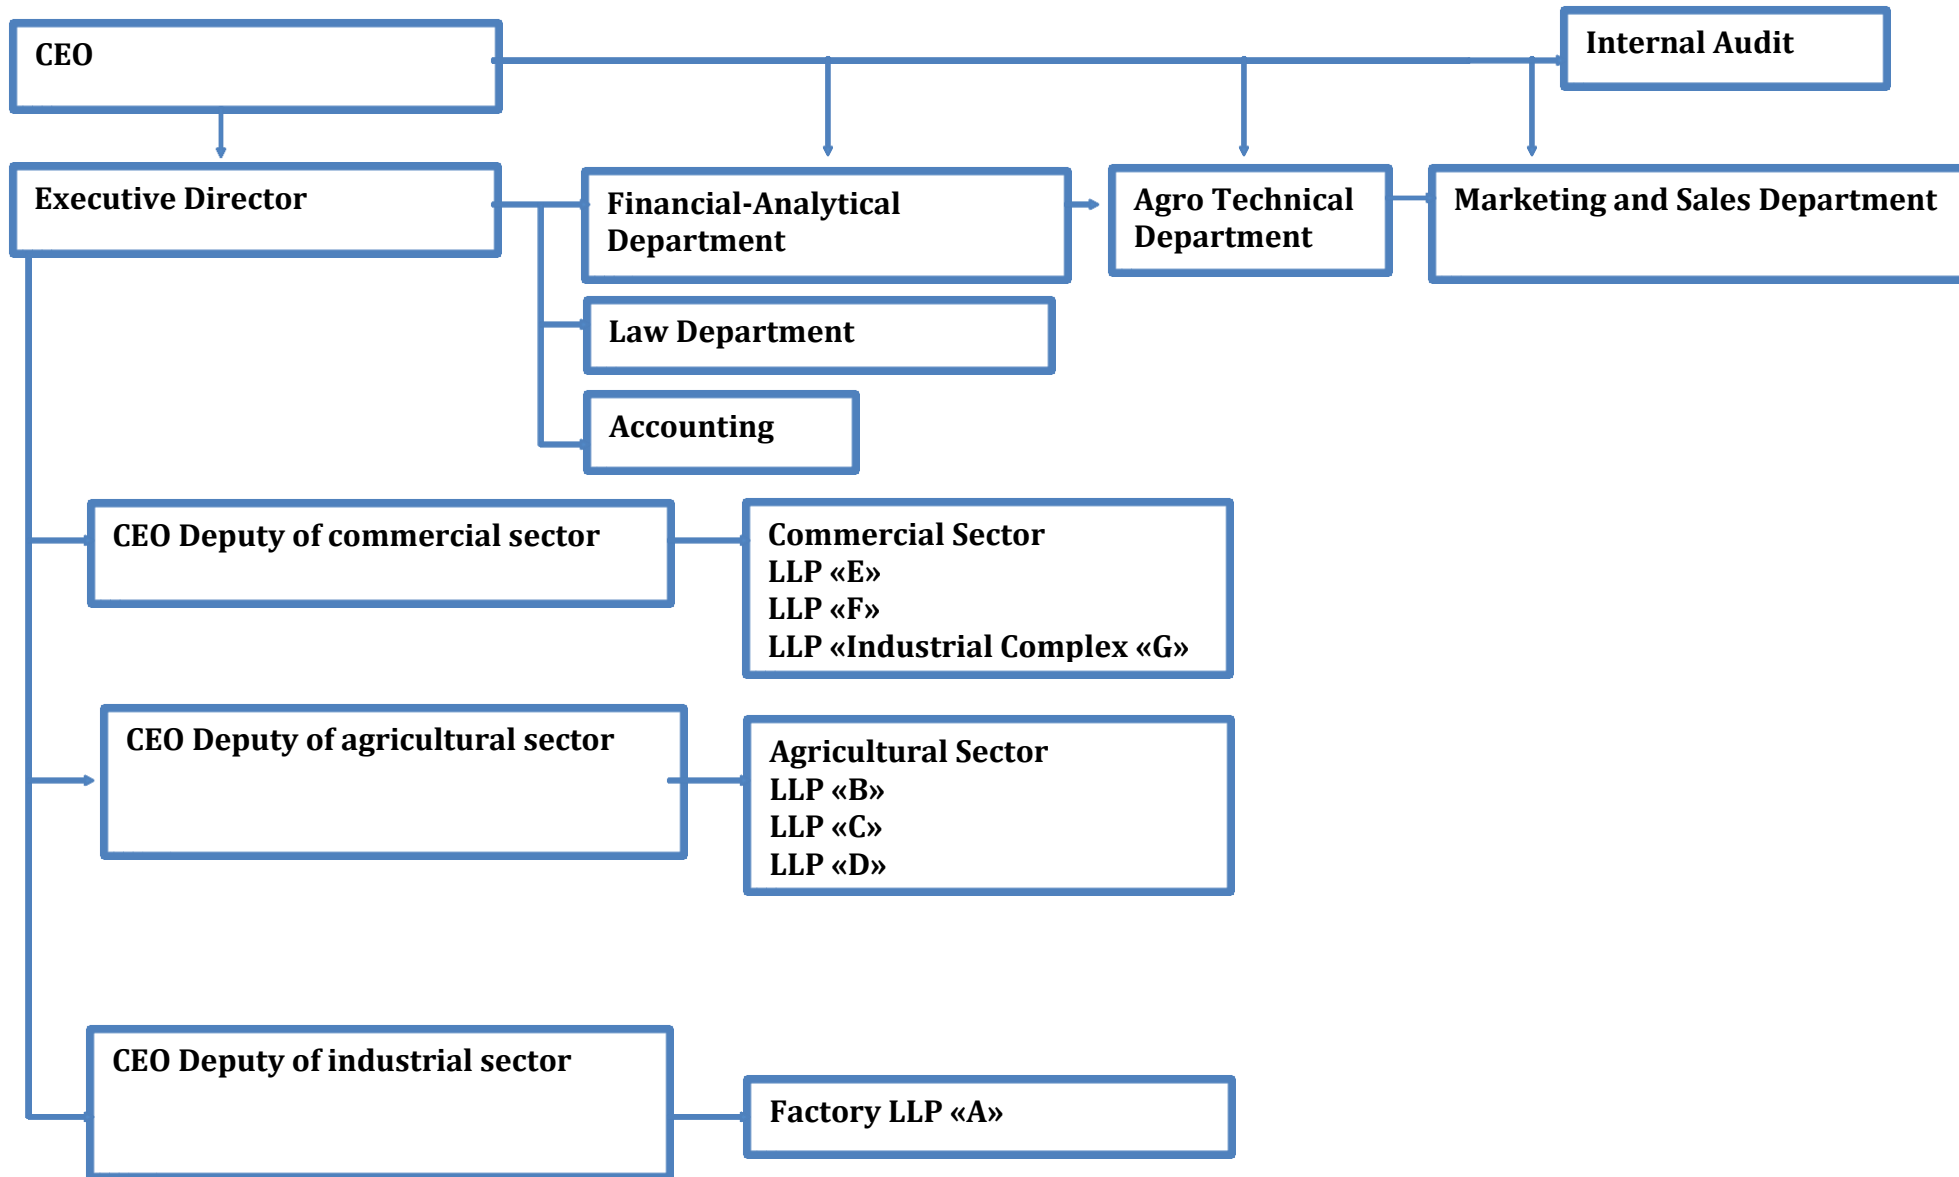 CEO
Internal Audit
Executive Director
Financial-Analytical
Department
Agro Technical
Department
Marketing and Sales Department
Law Department
Accounting
CEO Deputy of commercial sector
Commercial Sector
LLP «E»
LLP «F»
LLP «Industrial Complex «G»
CEO Deputy of agricultural sector
Agricultural Sector
LLP «B»
LLP «C»
LLP «D»
CEO Deputy of industrial sector
Factory LLP «A»